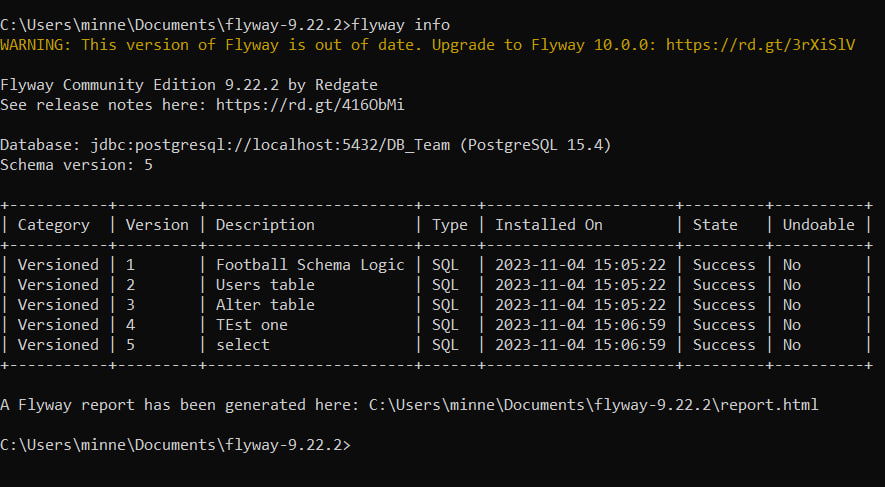 C:\Users\minne\Documents\flyway-9.22.2>flyway info
WARNING: This version of Flyway is out of date. Upgrade to Flyway 10.0.0: https://rd.gt/3rXiSlV
Flyway Community Edition 9.22.2 by Redgate
See release notes here: https://rd.gt/416ObMi
Database: jdbc:postgresql://localhost:5432/DB_Team (PostgreSQL 15.4)
Schema version: 5
+-----------+---------+-----------------------+------+---------------------+---------+----------+
| Category  | Version | Description           | Type | Installed On        | State   | Undoable |
+-----------+---------+-----------------------+------+---------------------+---------+----------+
| Versioned | 1       | Football Schema Logic | SQL  | 2023-11-04 15:05:22 | Success | No       |
| Versioned | 2       | Users table           | SQL  | 2023-11-04 15:05:22 | Success | No       |
| Versioned | 3       | Alter table           | SQL  | 2023-11-04 15:05:22 | Success | No       |
| Versioned | 4       | TEst one              | SQL  | 2023-11-04 15:06:59 | Success | No       |
| Versioned | 5       | select                | SQL  | 2023-11-04 15:06:59 | Success | No       |
+-----------+---------+-----------------------+------+---------------------+---------+----------+
A Flyway report has been generated here: C:\Users\minne\Documents\flyway-9.22.2\report.html
C:\Users\minne\Documents\flyway-9.22.2>